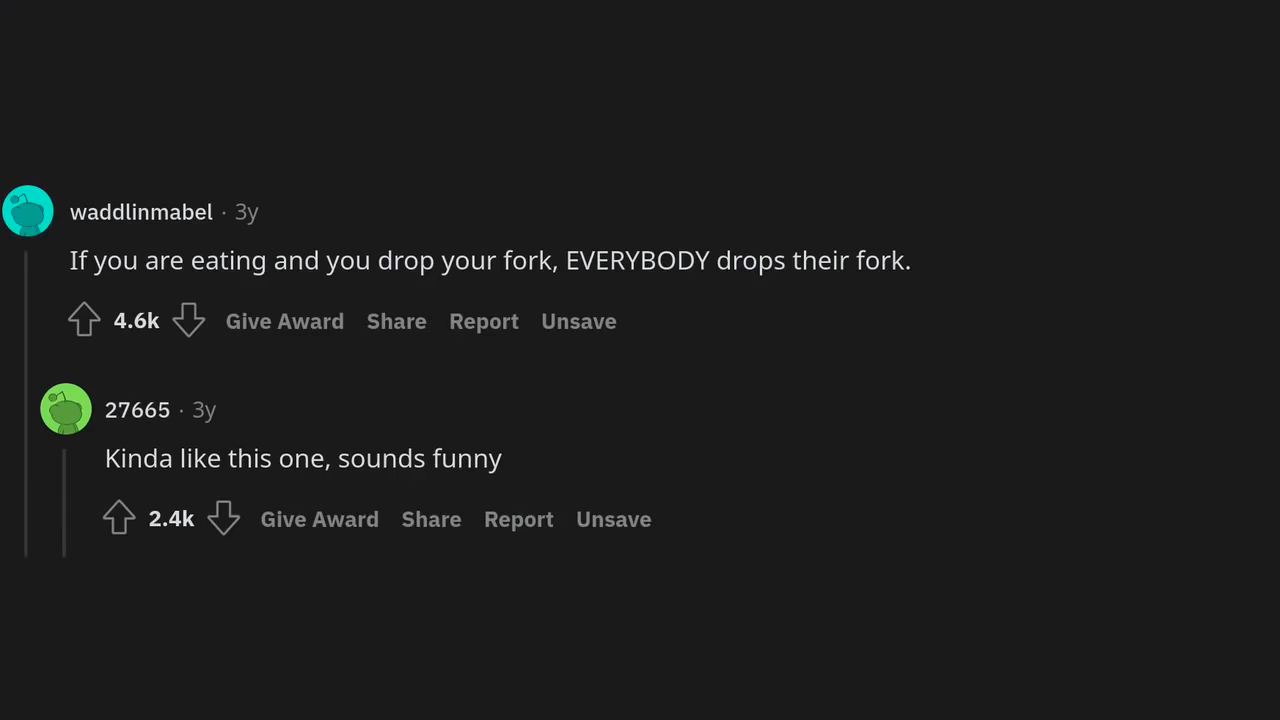 waddlinmabel · 3y
If you are eating and you drop your fork, EVERYBODY drops their fork.
4.6k Give Award Share Report Unsave
27665 · 3y
Kinda like this one, sounds funny
2.4k Give Award Share Report Unsave